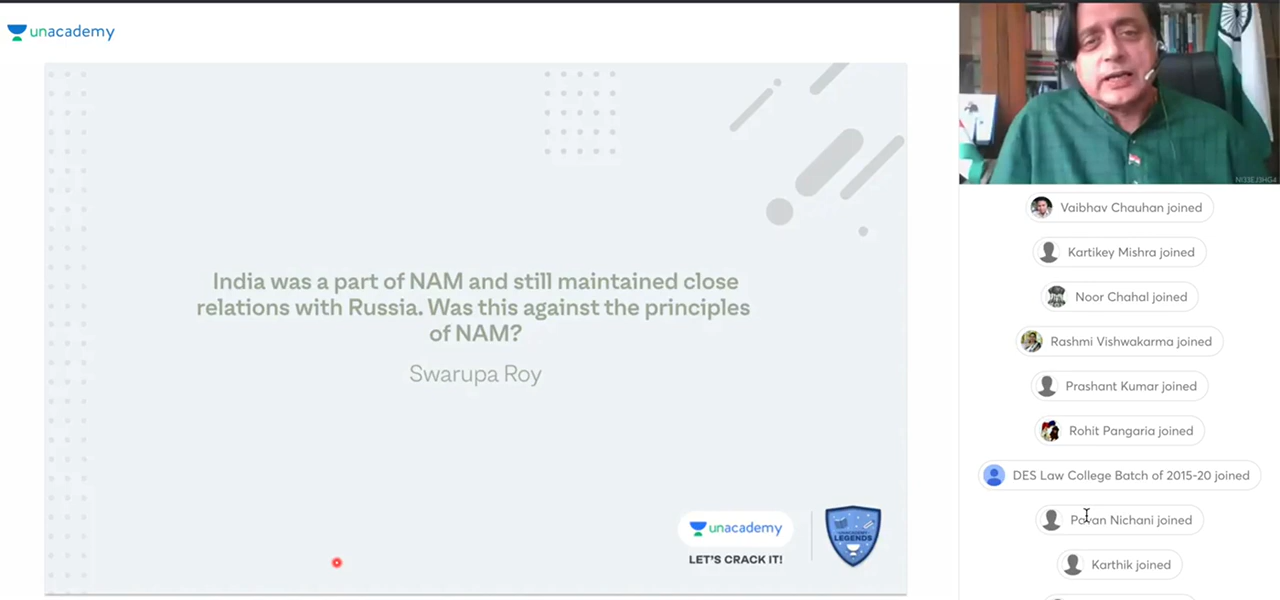 unacademy
India was a part of NAM and still maintained close
relations with Russia. Was this against the principles
of NAM?
Swarupa Roy
unacademy
LET'S CRACK IT!
LEGENDS
Vaibhav Chauhan joined
Kartikey Mishra joined
Noor Chahal joined
Rashmi Vishwakarma joined
Prashant Kumar joined
Rohit Pangaria joined
DES Law College Batch of 2015-20 joined
Pavan Nichani joined
Karthik joined